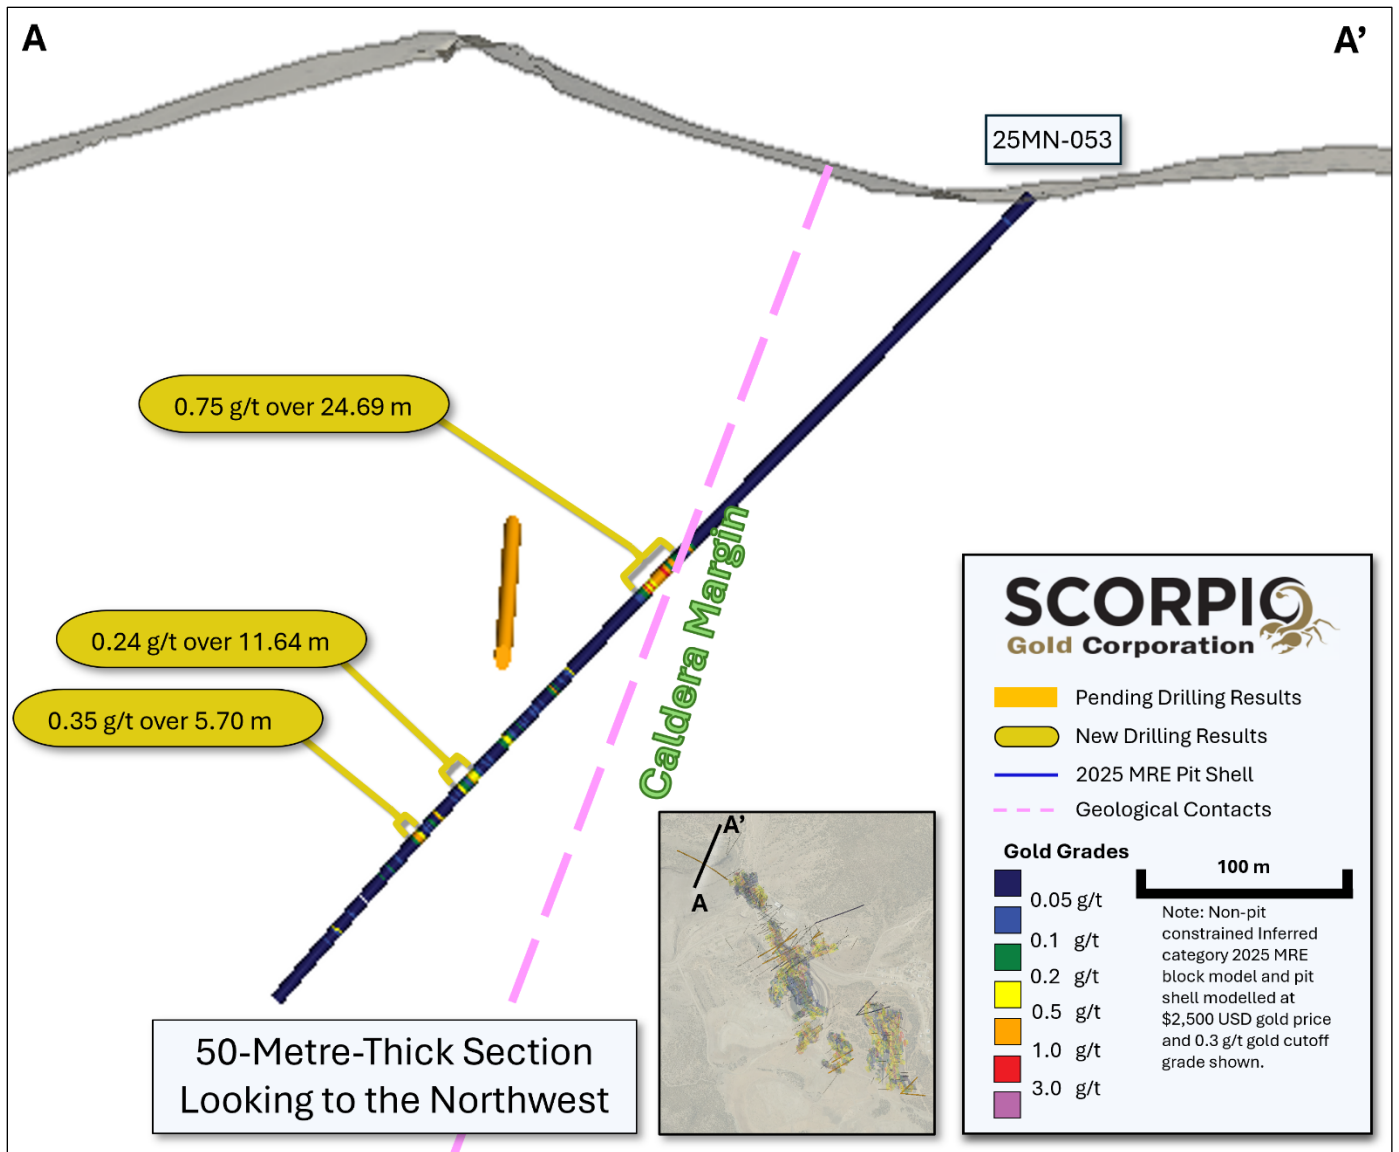 A
A’
25MN-053
0.75 g/t over 24.69 m
0.24 g/t over 11.64 m
0.35 g/t over 5.70 m
Caldera Margin
50-Metre-Thick Section
Looking to the Northwest
A'
A
SCORPIO
Gold Corporation
Pending Drilling Results
New Drilling Results
2025 MRE Pit Shell
Geological Contacts
Gold Grades
0.05 g/t
0.1 g/t
0.2 g/t
0.5 g/t
1.0 g/t
3.0 g/t
100 m
Note: Non-pit
constrained Inferred
category 2025 MRE
block model and pit
shell modelled at
$2,500 USD gold price
and 0.3 g/t gold cutoff
grade shown.